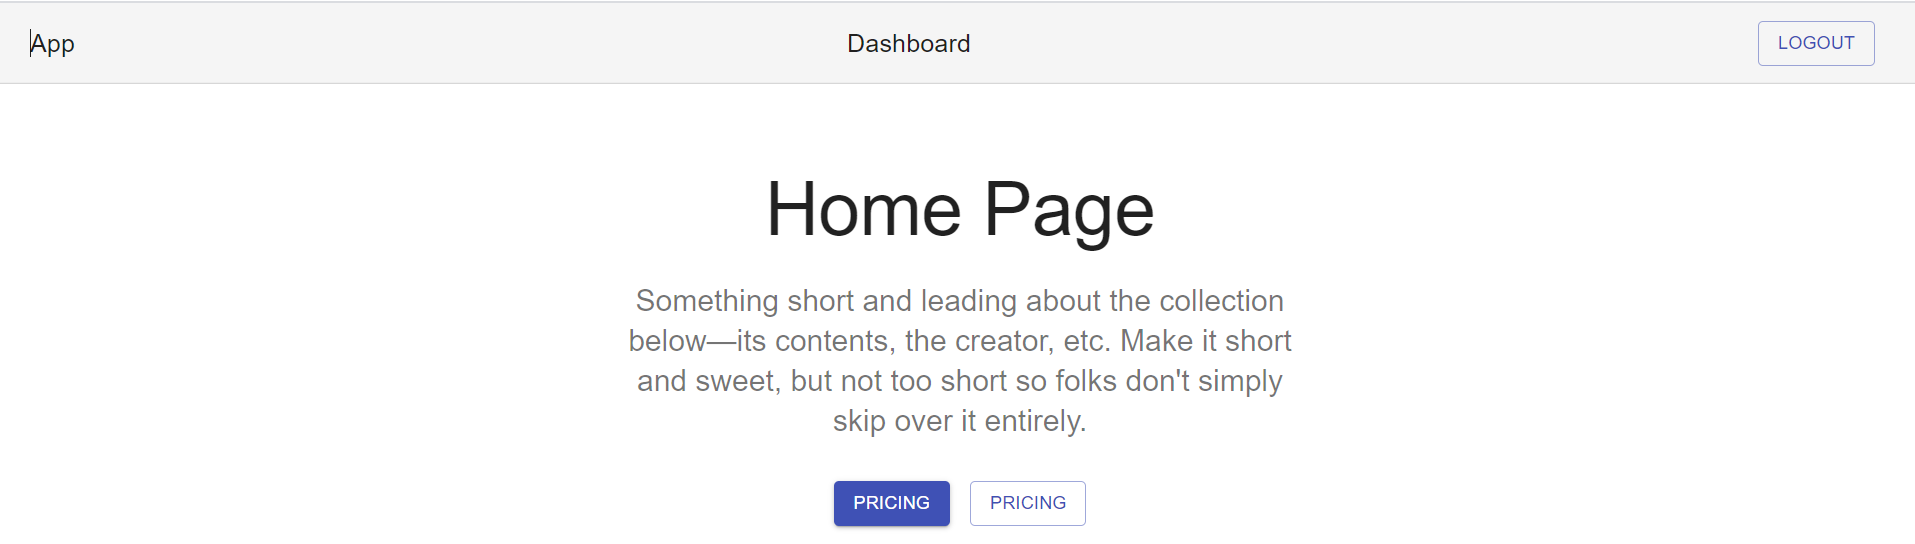 App
Dashboard
LOGOUT
Home Page
Something short and leading about the collection
below—its contents, the creator, etc. Make it short
and sweet, but not too short so folks don't simply
skip over it entirely.
PRICING
PRICING